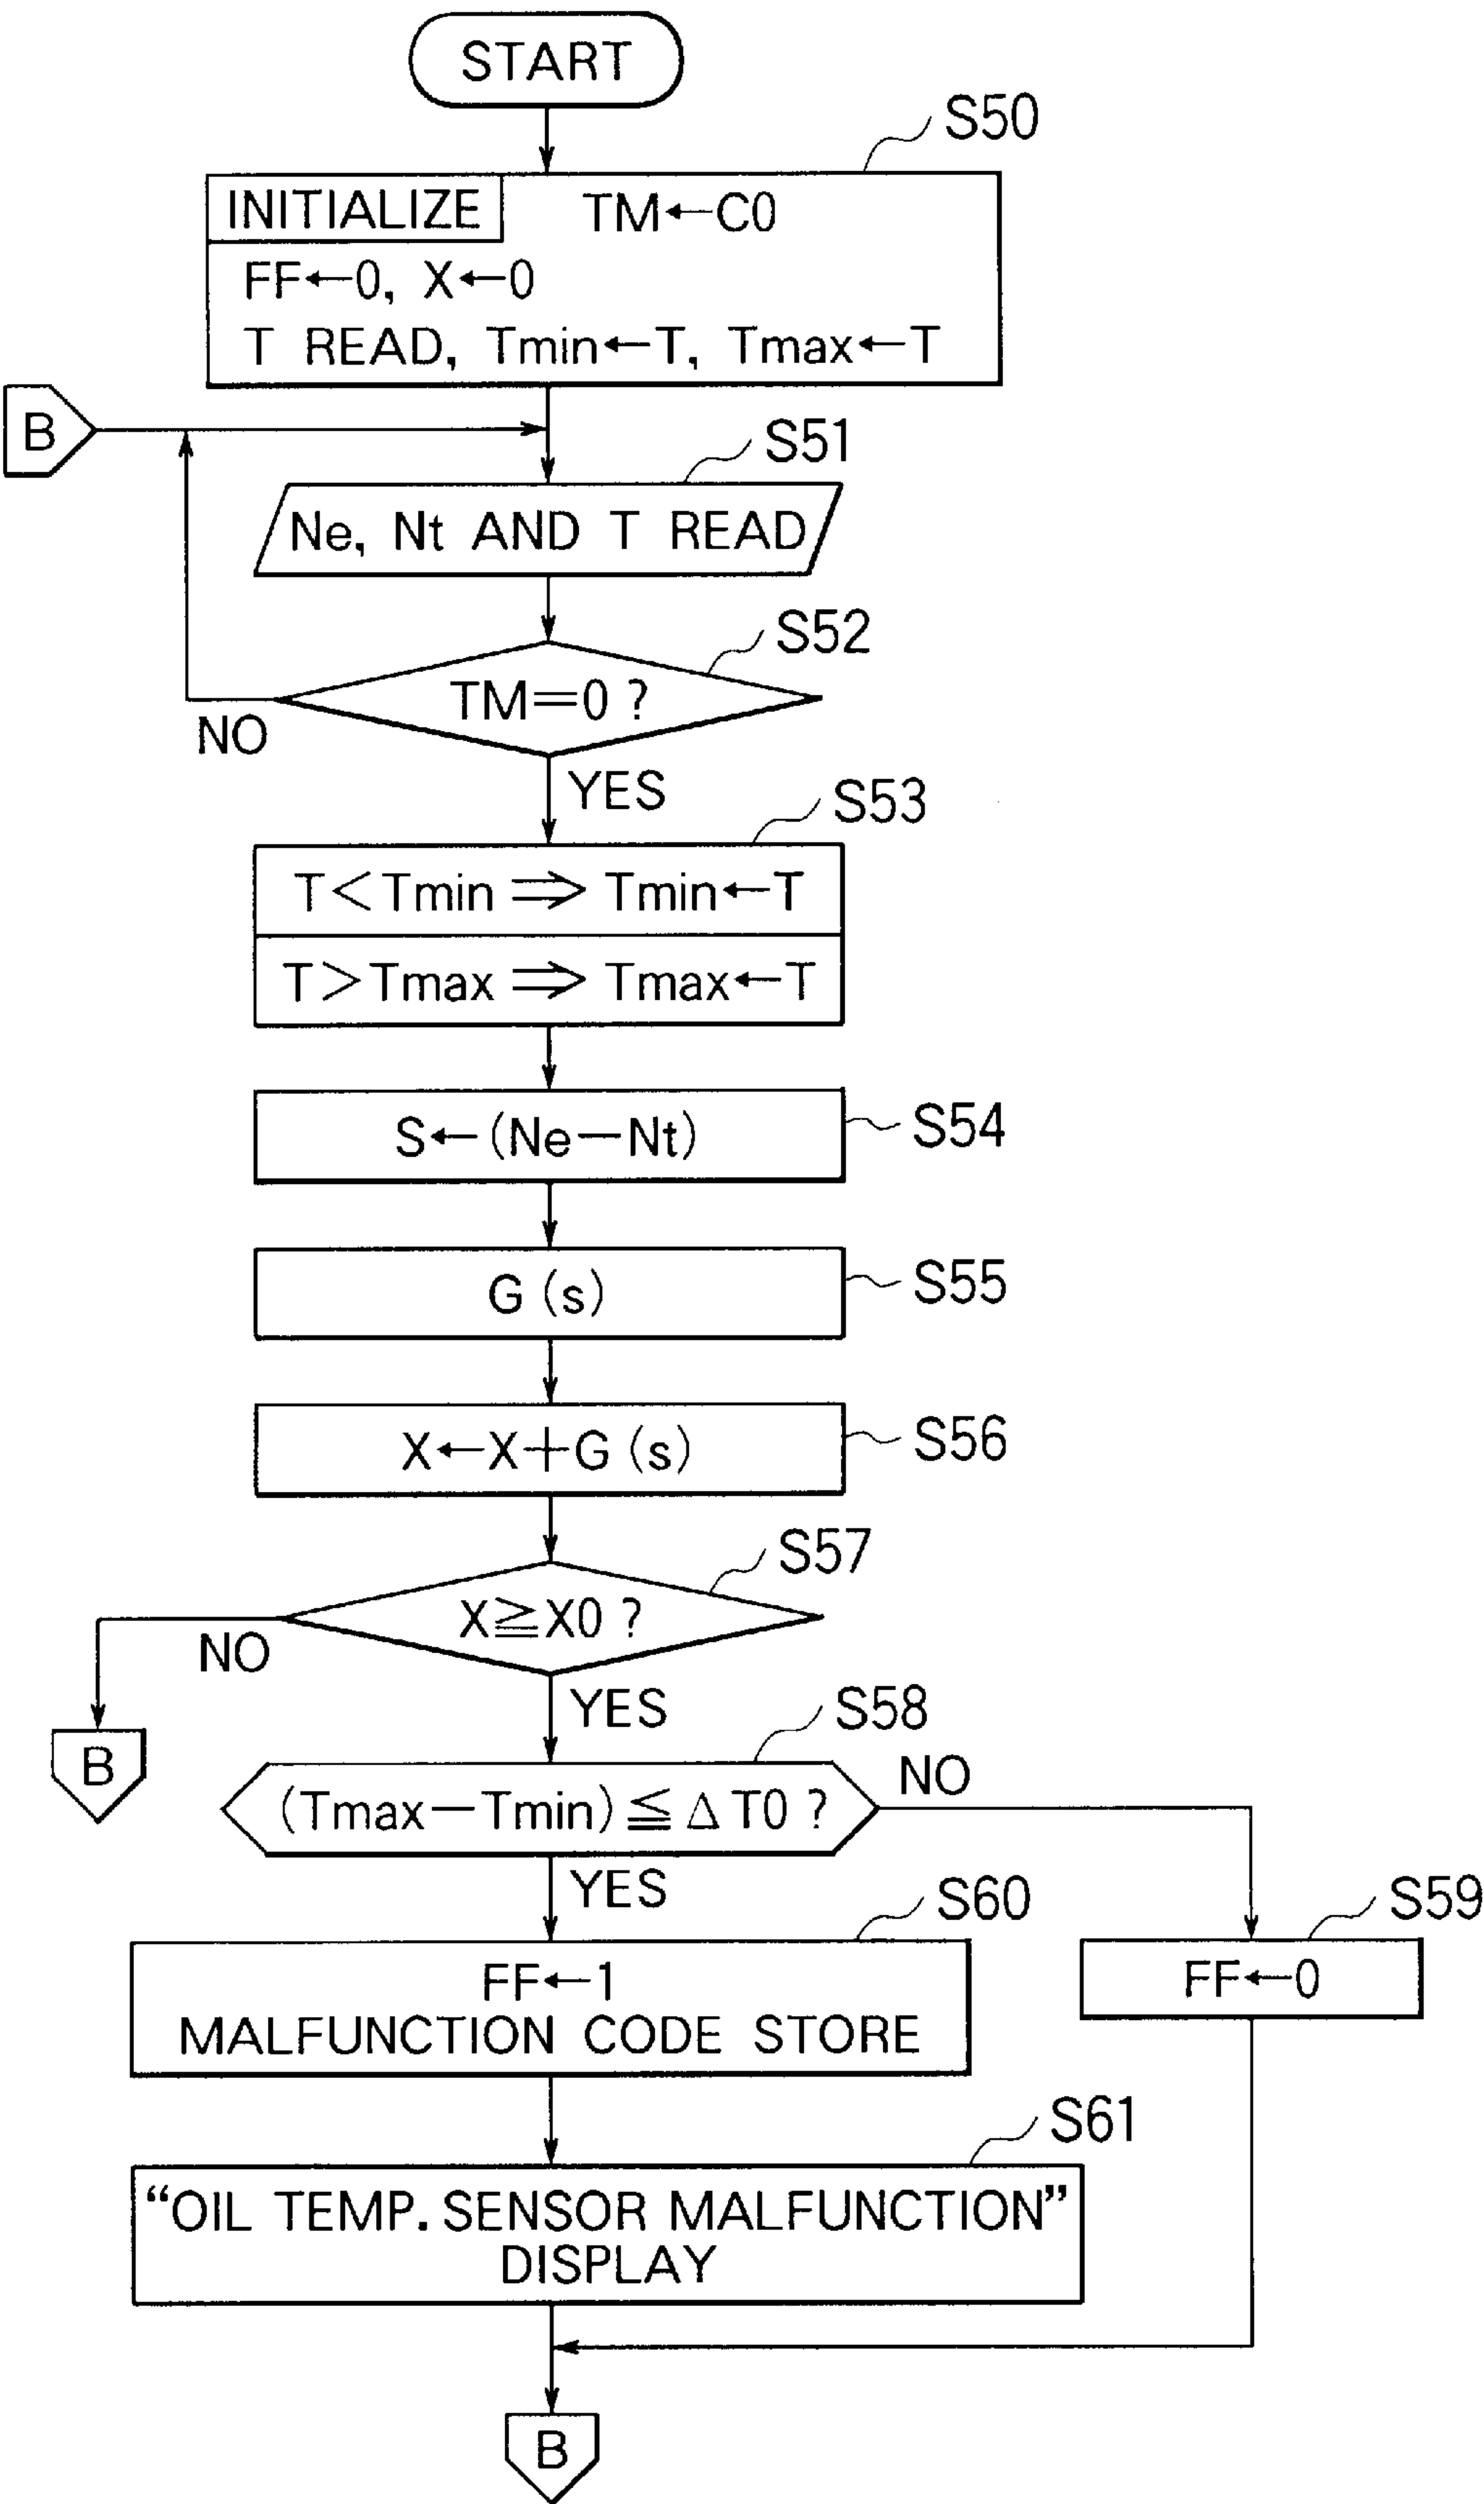 START
S50
INITIALIZE TM←C0
FF←0, X←0
T READ, Tmin←T, Tmax←T
B
S51
Ne, Nt AND T READ
S52
TM=0 ?
NO
YES
S53
T<Tmin ⇒ Tmin←T
T>Tmax ⇒ Tmax←T
S←(Ne−Nt)
S54
G (s)
S55
X←X+G (s)
S56
S57
X≧X0 ?
NO
YES
B
S58
(Tmax−Tmin)≦ΔT0 ?
NO
YES
S60
S59
FF←1
MALFUNCTION CODE STORE
FF←0
S61
“OIL TEMP. SENSOR MALFUNCTION”
DISPLAY
B